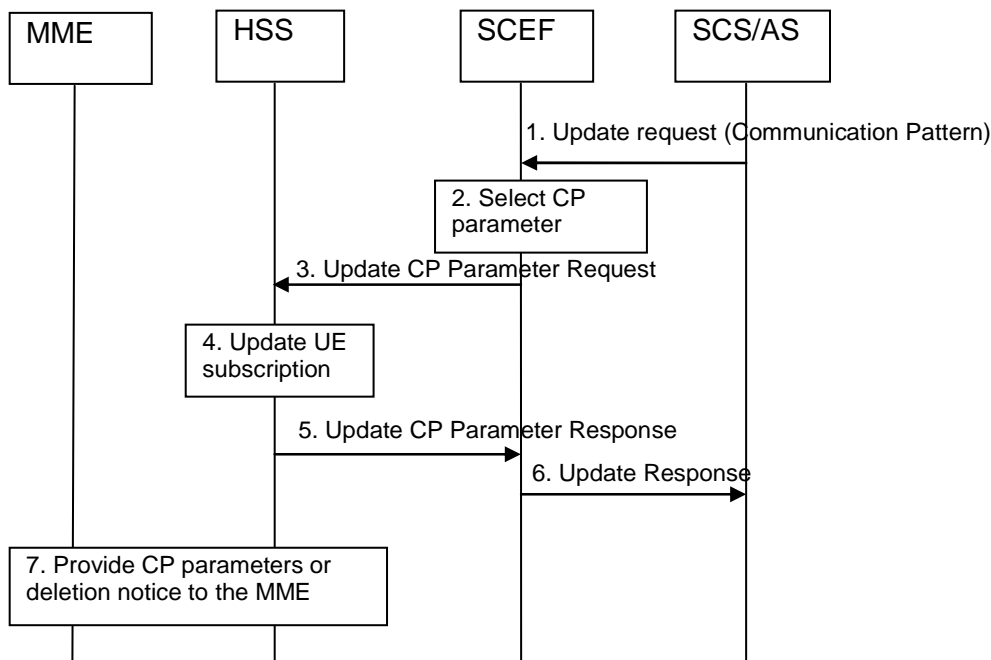 MME
HSS
SCEF
SCS/AS
1. Update request (Communication Pattern)
2. Select CP
parameter
3. Update CP Parameter Request
4. Update UE
subscription
5. Update CP Parameter Response
6. Update Response
7. Provide CP parameters or
deletion notice to the MME